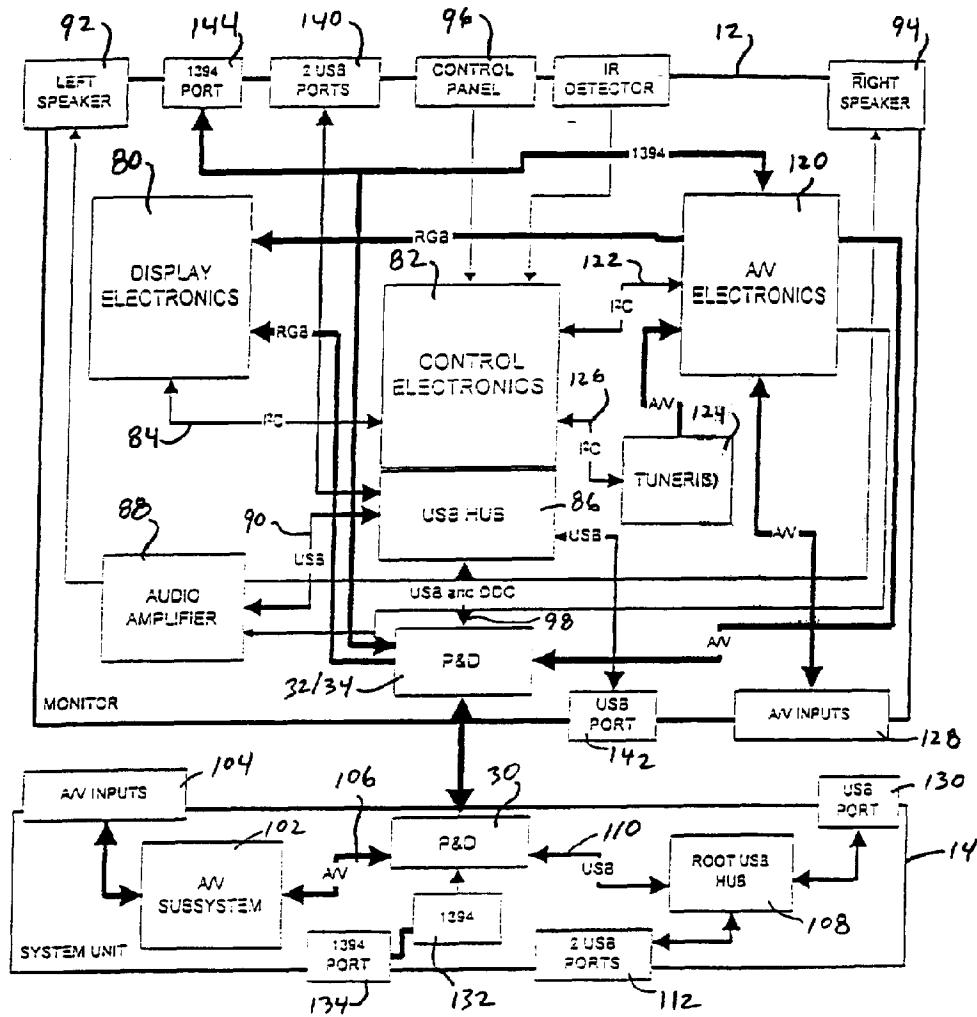 92
144
140
96
12
94
LEFT
SPEAKER
1394
PORT
2 USB
PORTS
CONTROL
PANEL
IR
DETECTOR
RIGHT
SPEAKER
1394
80
120
RGB
DISPLAY
ELECTRONICS
82
122
A/V
ELECTRONICS
I²C
RGB
CONTROL
ELECTRONICS
126
A/V
124
84
I²C
I²C
TUNER(S)
88
90
USB HUB
86
USB
A/V
USB
AUDIO
AMPLIFIER
USB and DDC
98
A/V
P&D
32/34
MONITOR
USB
PORT
142
A/V INPUTS
128
104
A/V INPUTS
106
30
130
USB
PORT
102
P&D
110
14
A/V
SUBSYSTEM
A/V
USB
ROOT USB
HUB
108
1394
SYSTEM UNIT
1394
PORT
134
132
2 USB
PORTS
112